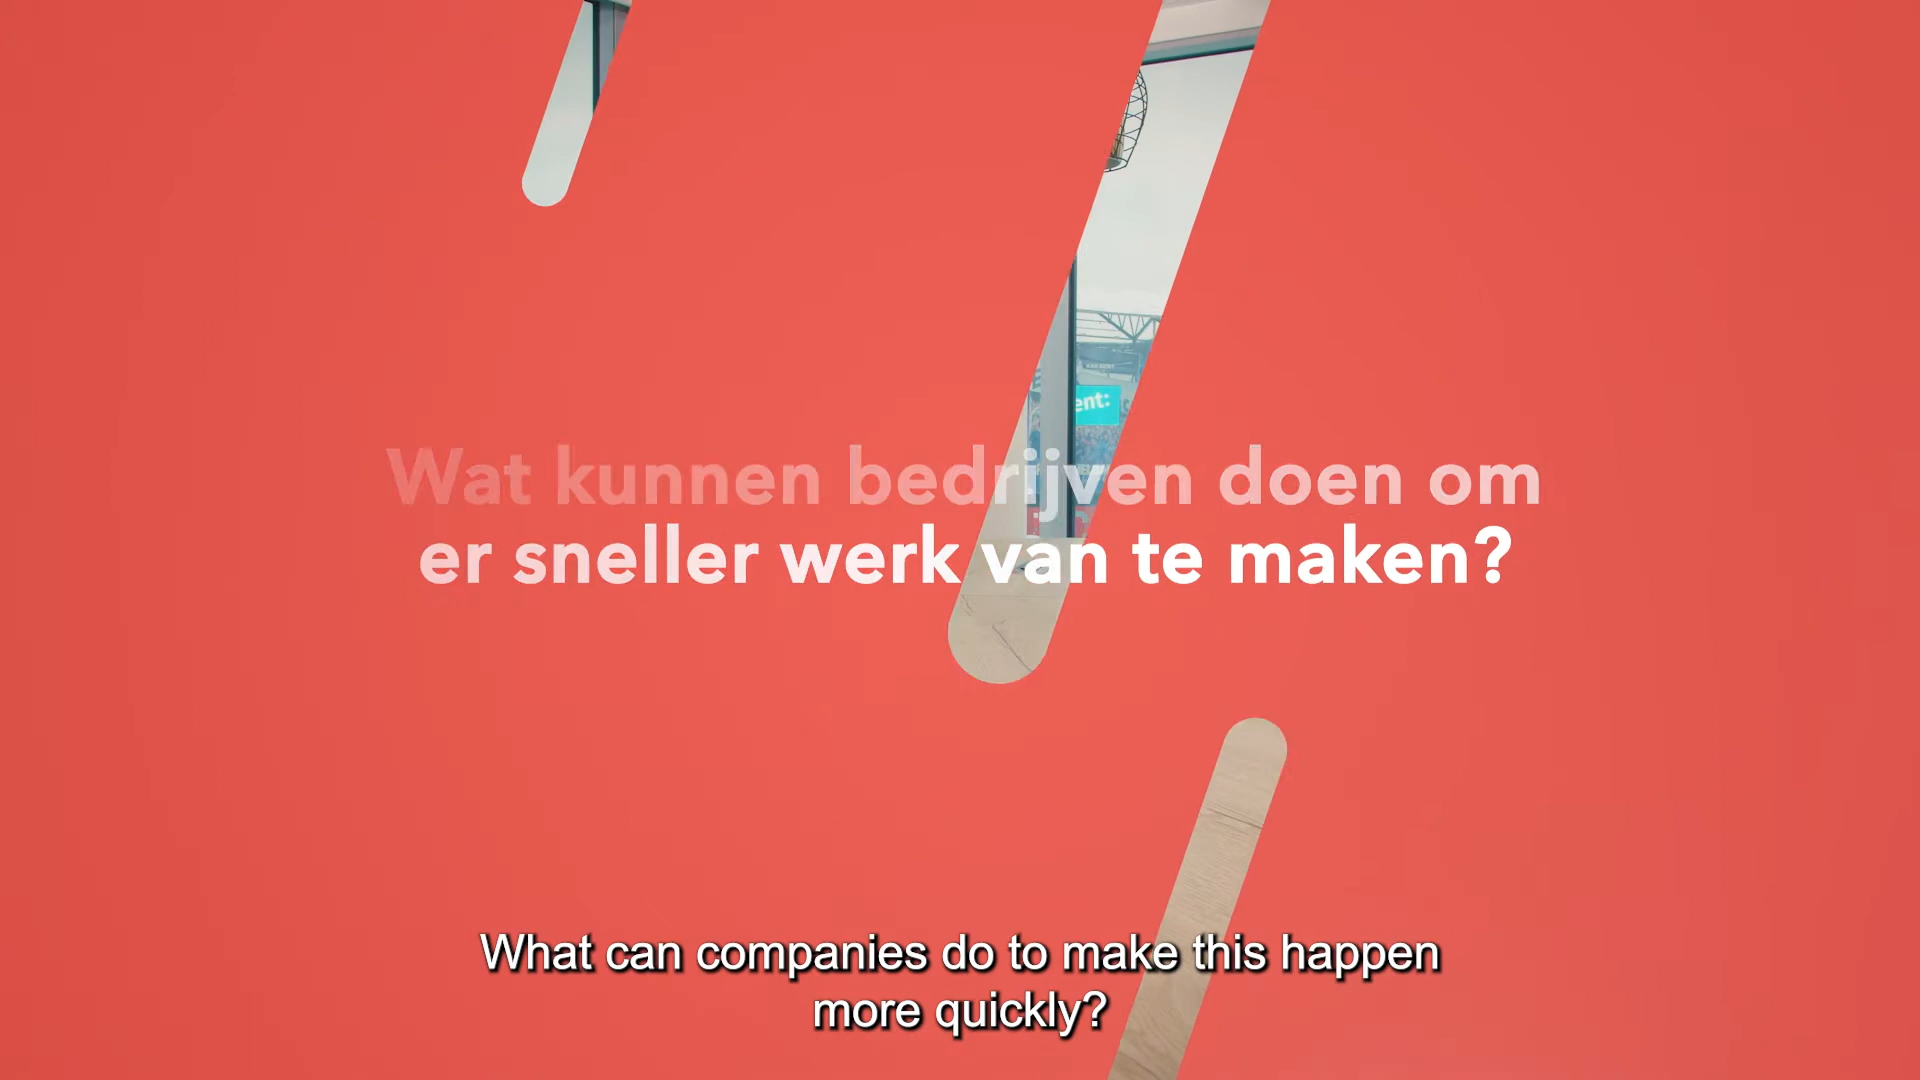 ent:
Wat kunnen bedrijven doen om
er sneller werk van te maken?
What can companies do to make this happen
more quickly?